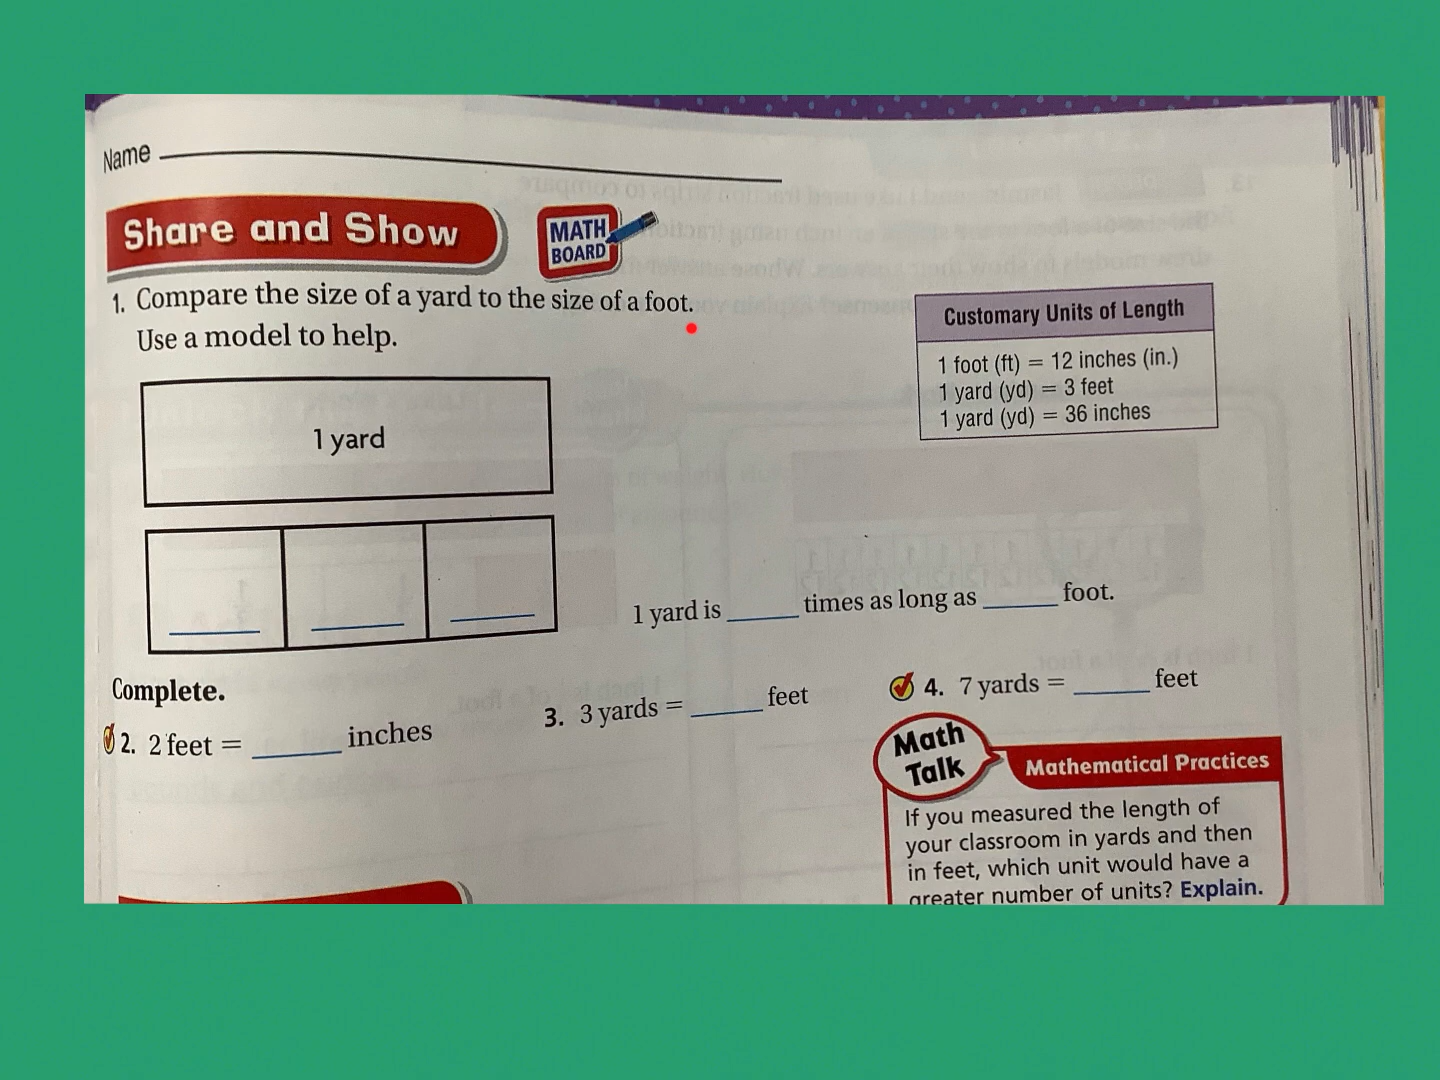 Name
Share and Show
MATH
BOARD
1. Compare the size of a yard to the size of a foot.
Use a model to help.
Customary Units of Length
1 foot (ft) = 12 inches (in.)
1 yard (yd) = 3 feet
1 yard (yd) = 36 inches
1 yard
1 yard is ____ times as long as ____ foot.
Complete.
2. 2 feet = ____ inches
3. 3 yards = ____ feet
4. 7 yards = ____ feet
Math
Talk
Mathematical Practices
If you measured the length of
your classroom in yards and then
in feet, which unit would have a
greater number of units? Explain.